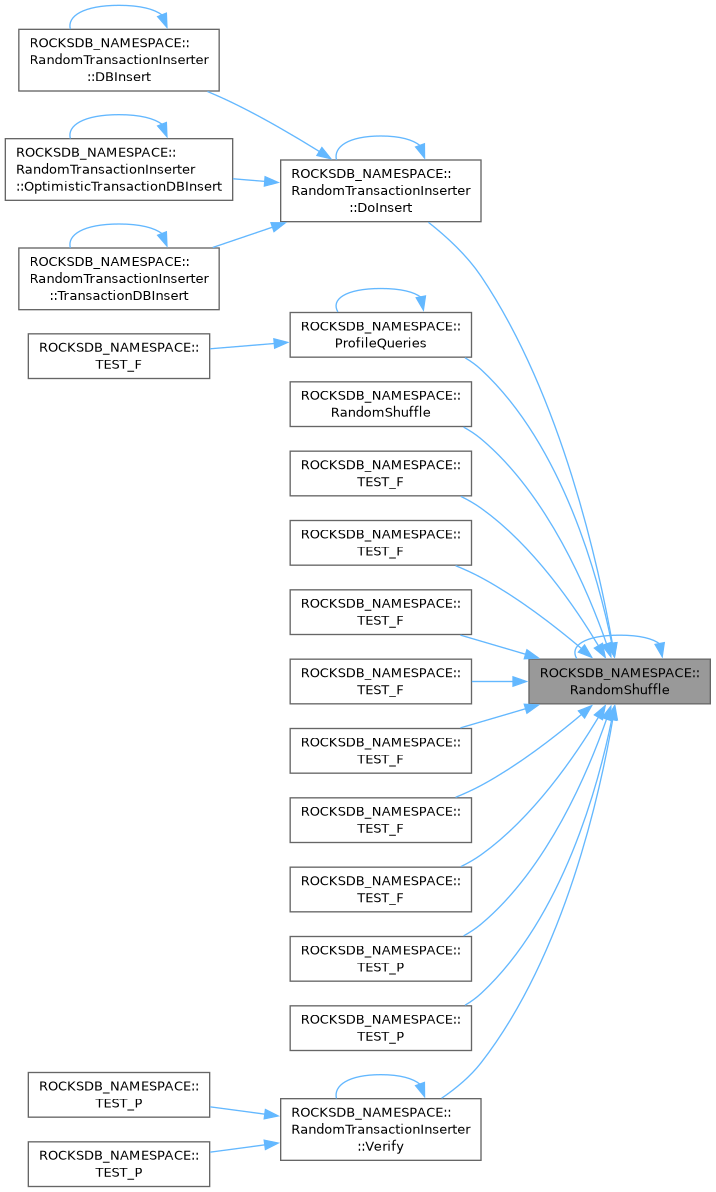 ROCKSDB_NAMESPACE::
RandomTransactionInserter
::DBInsert
ROCKSDB_NAMESPACE::
RandomTransactionInserter
::OptimisticTransactionDBInsert
ROCKSDB_NAMESPACE::
RandomTransactionInserter
::DoInsert
ROCKSDB_NAMESPACE::
RandomTransactionInserter
::TransactionDBInsert
ROCKSDB_NAMESPACE::
ProfileQueries
ROCKSDB_NAMESPACE::
TEST_F
ROCKSDB_NAMESPACE::
RandomShuffle
ROCKSDB_NAMESPACE::
TEST_F
ROCKSDB_NAMESPACE::
TEST_F
ROCKSDB_NAMESPACE::
TEST_F
ROCKSDB_NAMESPACE::
TEST_F
ROCKSDB_NAMESPACE::
RandomShuffle
ROCKSDB_NAMESPACE::
TEST_F
ROCKSDB_NAMESPACE::
TEST_F
ROCKSDB_NAMESPACE::
TEST_F
ROCKSDB_NAMESPACE::
TEST_P
ROCKSDB_NAMESPACE::
TEST_P
ROCKSDB_NAMESPACE::
TEST_P
ROCKSDB_NAMESPACE::
RandomTransactionInserter
::Verify
ROCKSDB_NAMESPACE::
TEST_P